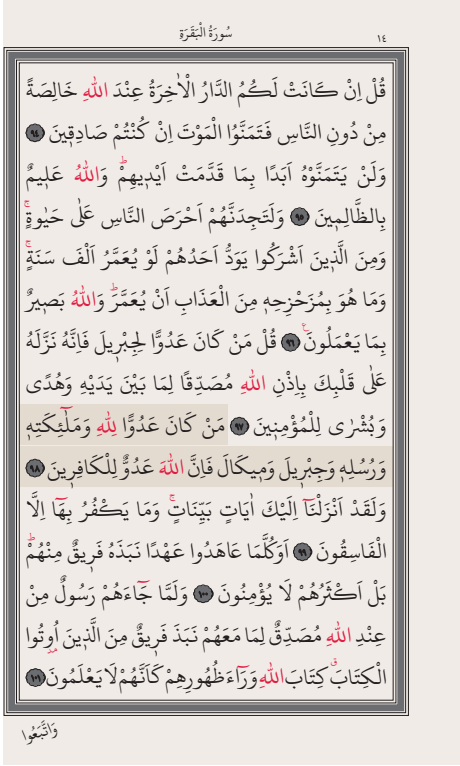 سُورَةُ الْبَقَرَةِ
١٤
قُلْ اِنْ كَانَتْ لَكُمُ الدَّارُ الْاٰخِرَةُ عِنْدَ اللّٰهِ خَالِصَةً
مِنْ دُونِ النَّاسِ فَتَمَنَّوُا الْمَوْتَ اِنْ كُنْتُمْ صَادِق۪ينَ ﴿٩٤﴾
وَلَنْ يَتَمَنَّوْهُ اَبَدًا بِمَا قَدَّمَتْ اَيْد۪يهِمْۜ وَاللّٰهُ عَل۪يمٌ
بِالظَّالِم۪ينَ ﴿٩٥﴾ وَلَتَجِدَنَّهُمْ اَحْرَصَ النَّاسِ عَلٰى حَيٰوةٍۚ
وَمِنَ الَّذ۪ينَ اَشْرَكُوا يَوَدُّ اَحَدُهُمْ لَوْ يُعَمَّرُ اَلْفَ سَنَةٍۚ
وَمَا هُوَ بِمُزَحْزِحِه۪ مِنَ الْعَذَابِ اَنْ يُعَمَّرَۜ وَاللّٰهُ بَص۪يرٌ
بِمَا يَعْمَلُونَ۟ ﴿٩٦﴾ قُلْ مَنْ كَانَ عَدُوًّا لِجِبْر۪يلَ فَاِنَّهُ نَزَّلَهُ
عَلٰى قَلْبِكَ بِاِذْنِ اللّٰهِ مُصَدِّقًا لِمَا بَيْنَ يَدَيْهِ وَهُدًى
وَبُشْرٰى لِلْمُؤْمِن۪ينَ ﴿٩٧﴾ مَنْ كَانَ عَدُوًّا لِلّٰهِ وَمَلٰٓئِكَتِه۪
وَرُسُلِه۪ وَجِبْر۪يلَ وَم۪يكَالَ فَاِنَّ اللّٰهَ عَدُوٌّ لِلْكَافِر۪ينَ ﴿٩٨﴾
وَلَقَدْ اَنْزَلْنَٓا اِلَيْكَ اٰيَاتٍ بَيِّنَاتٍۚ وَمَا يَكْفُرُ بِهَٓا اِلَّا
الْفَاسِقُونَ ﴿٩٩﴾ اَوَكُلَّمَا عَاهَدُوا عَهْدًا نَبَذَهُ فَر۪يقٌ مِنْهُمْۜ
بَلْ اَكْثَرُهُمْ لَا يُؤْمِنُونَ ﴿١٠٠﴾ وَلَمَّا جَٓاءَهُمْ رَسُولٌ مِنْ
عِنْدِ اللّٰهِ مُصَدِّقٌ لِمَا مَعَهُمْ نَبَذَ فَر۪يقٌ مِنَ الَّذ۪ينَ اُو۫تُوا
الْكِتَابَۗ كِتَابَ اللّٰهِ وَرَٓاءَ ظُهُورِهِمْ كَاَنَّهُمْ لَا يَعْلَمُونَ ﴿١٠١﴾
وَاتَّبَعُوا